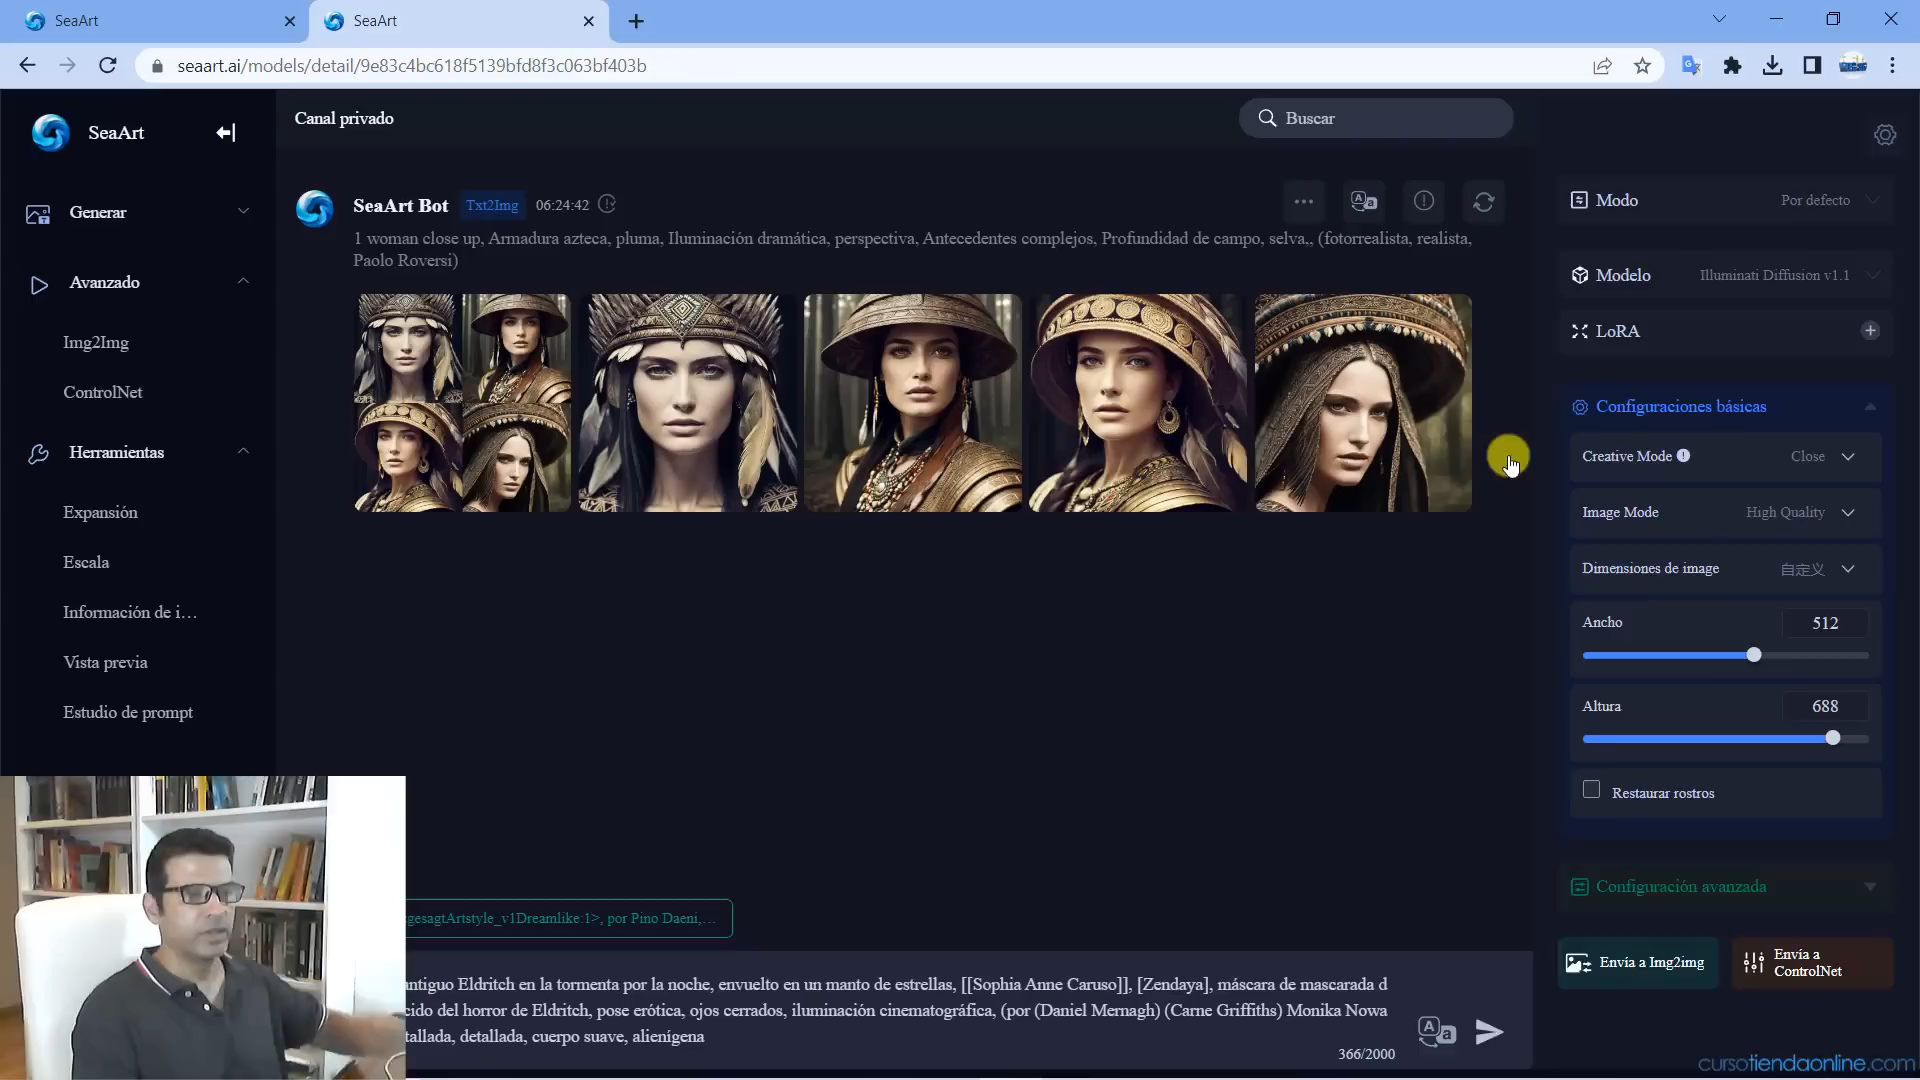 SeaArt
SeaArt
seaart.ai/models/detail/9e83c4bc618f5139bfd8f3c063bf403b
SeaArt
Canal privado
Buscar
Generar
Avanzado
Img2Img
ControlNet
Herramientas
Expansión
Escala
Información de i…
Vista previa
Estudio de prompt
SeaArt Bot Txt2Img 06:24:42
1 woman close up, Armadura azteca, pluma, Iluminación dramática, perspectiva, Antecedentes complejos, Profundidad de campo, selva,, (fotorrealista, realista,
Paolo Roversi)
Modo Por defecto
Modelo Illuminati Diffusion v1.1
LoRA
Configuraciones básicas
Creative Mode Close
Image Mode High Quality
Dimensiones de image 自定义
Ancho 512
Altura 688
Restaurar rostros
Configuración avanzada
Envía a Img2img
Envía a
ControlNet
gesagtArtstyle_v1Dreamlike:1>, por Pino Daeni,…
antiguo Eldritch en la tormenta por la noche, envuelto en un manto de estrellas, [[Sophia Anne Caruso]], [Zendaya], máscara de mascarada d
cido del horror de Eldritch, pose erótica, ojos cerrados, iluminación cinematográfica, (por (Daniel Mernagh) (Carne Griffiths) Monika Nowa
tallada, detallada, cuerpo suave, alienígena
366/2000
cursotiendaonline.com